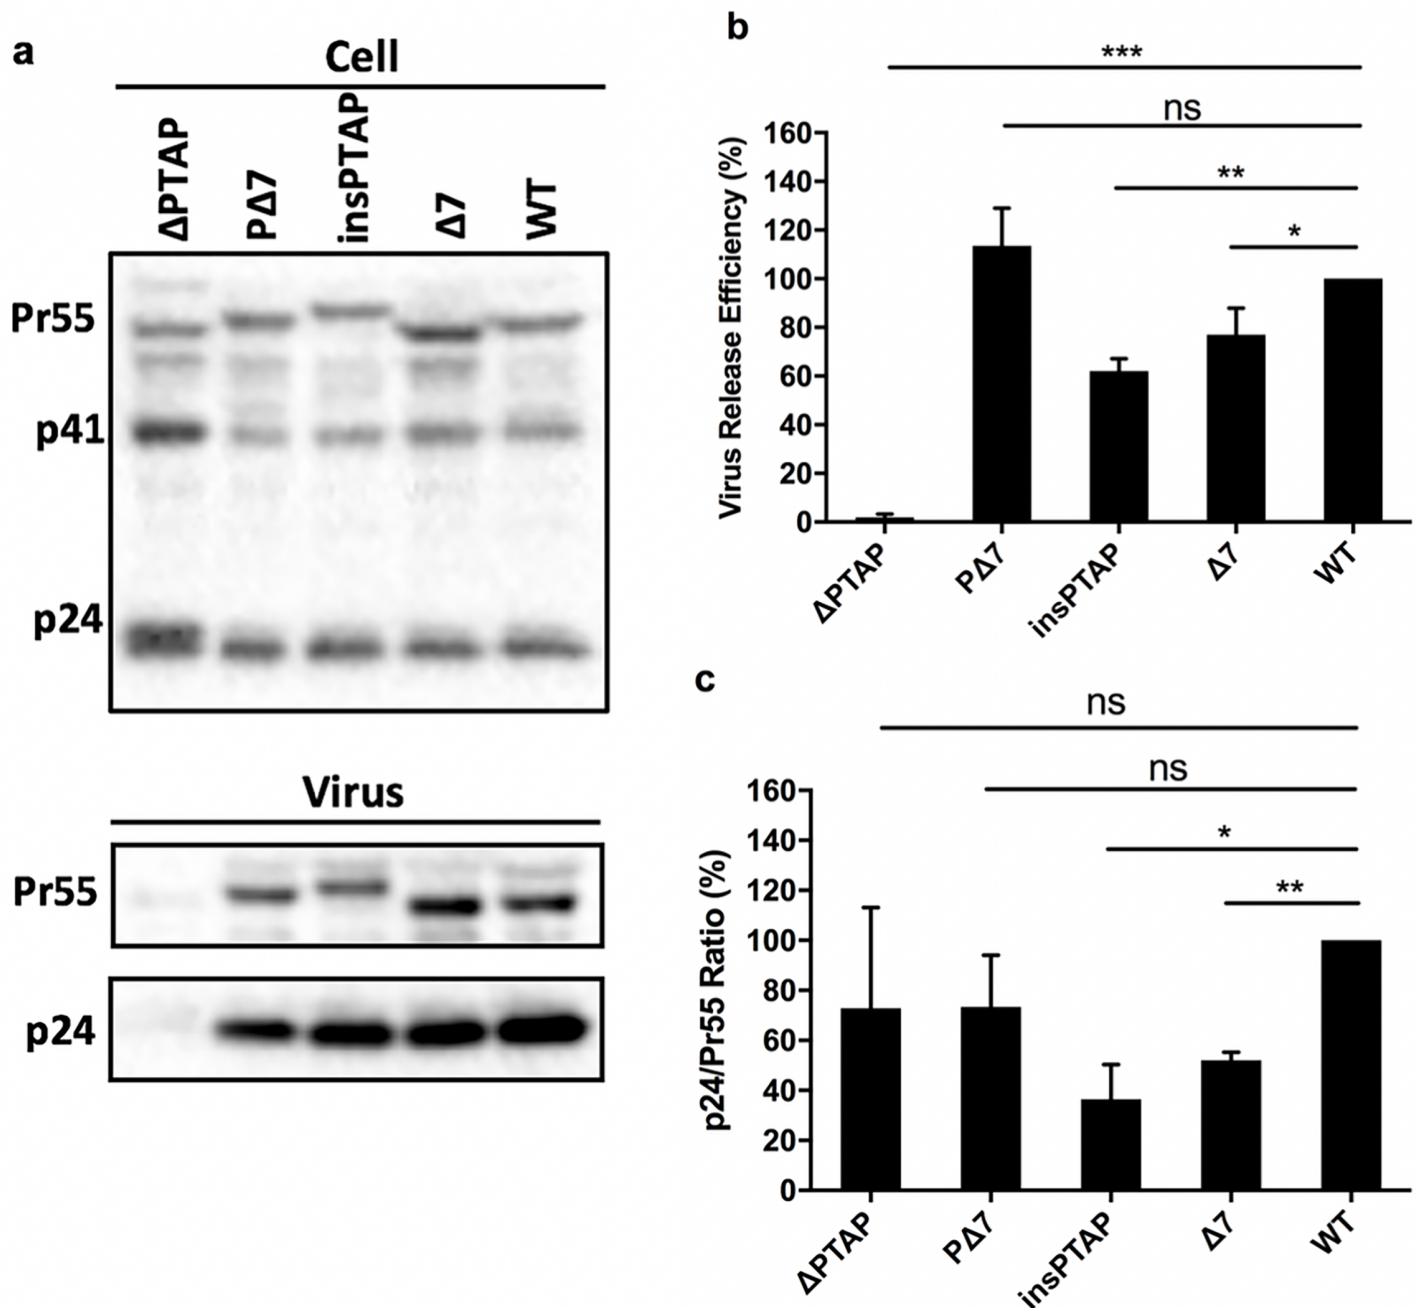 a
Cell
ΔPTAP
PΔ7
insPTAP
Δ7
WT
Pr55
p41
p24
Virus
Pr55
p24
b
***
ns
**
*
Virus Release Efficiency (%)
160
140
120
100
80
60
40
20
0
ΔPTAP
PΔ7
insPTAP
Δ7
WT
c
ns
ns
*
**
p24/Pr55 Ratio (%)
160
140
120
100
80
60
40
20
0
ΔPTAP
PΔ7
insPTAP
Δ7
WT